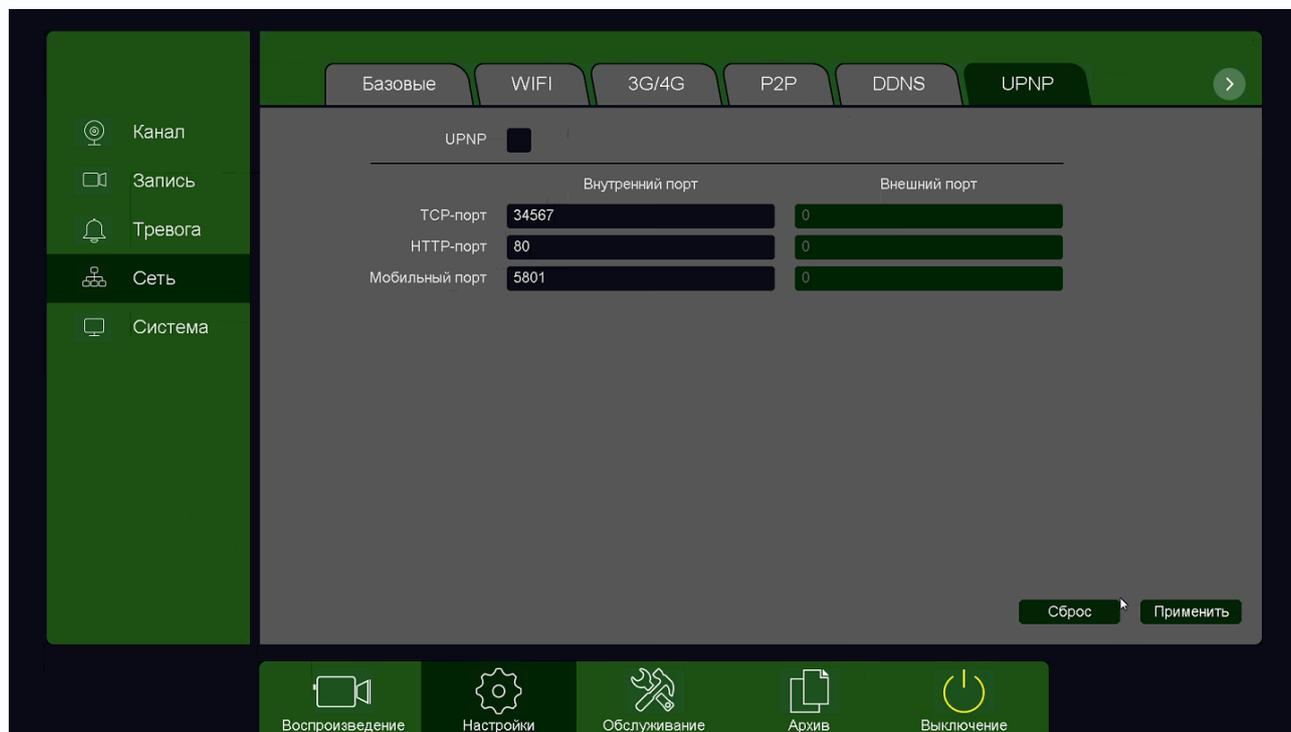 Базовые WIFI 3G/4G P2P DDNS UPNP
Канал
Запись
Тревога
Сеть
Система
UPNP
Внутренний порт Внешний порт
TCP-порт 34567 0
HTTP-порт 80 0
Мобильный порт 5801 0
Сброс Применить
Воспроизведение Настройки Обслуживание Архив Выключение